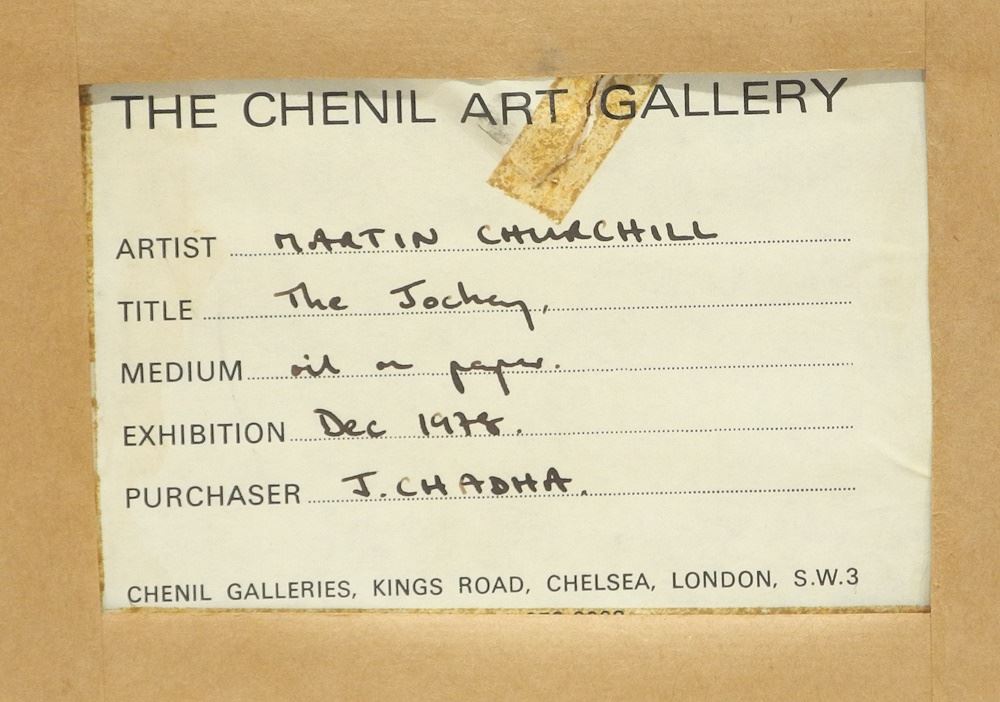 THE CHENIL ART GALLERY
ARTIST MARTIN CHURCHILL
TITLE The Jockey.
MEDIUM oil on paper.
EXHIBITION Dec 1978.
PURCHASER J. CHADHA.
CHENIL GALLERIES, KINGS ROAD, CHELSEA, LONDON, S.W.3